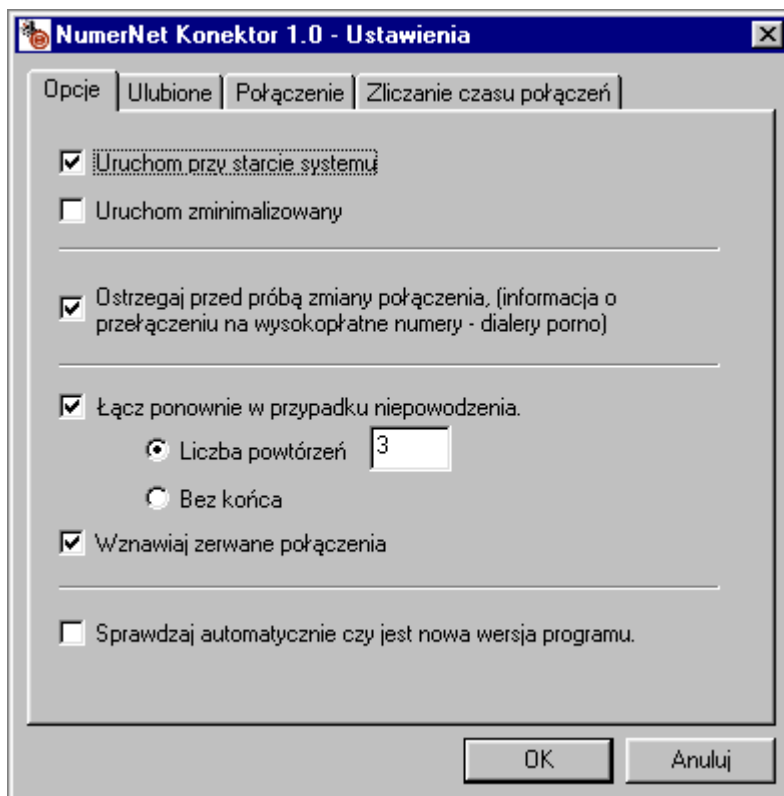 NumerNet Konektor 1.0 - Ustawienia
Opcje Ulubione Połączenie Zliczanie czasu połączeń
Uruchom przy starcie systemu
Uruchom zminimalizowany
Ostrzegaj przed próbą zmiany połączenia, (informacja o
przełączeniu na wysokopłatne numery - dialery porno)
Łącz ponownie w przypadku niepowodzenia.
Liczba powtórzeń 3
Bez końca
Wznawiaj zerwane połączenia
Sprawdzaj automatycznie czy jest nowa wersja programu.
OK Anuluj